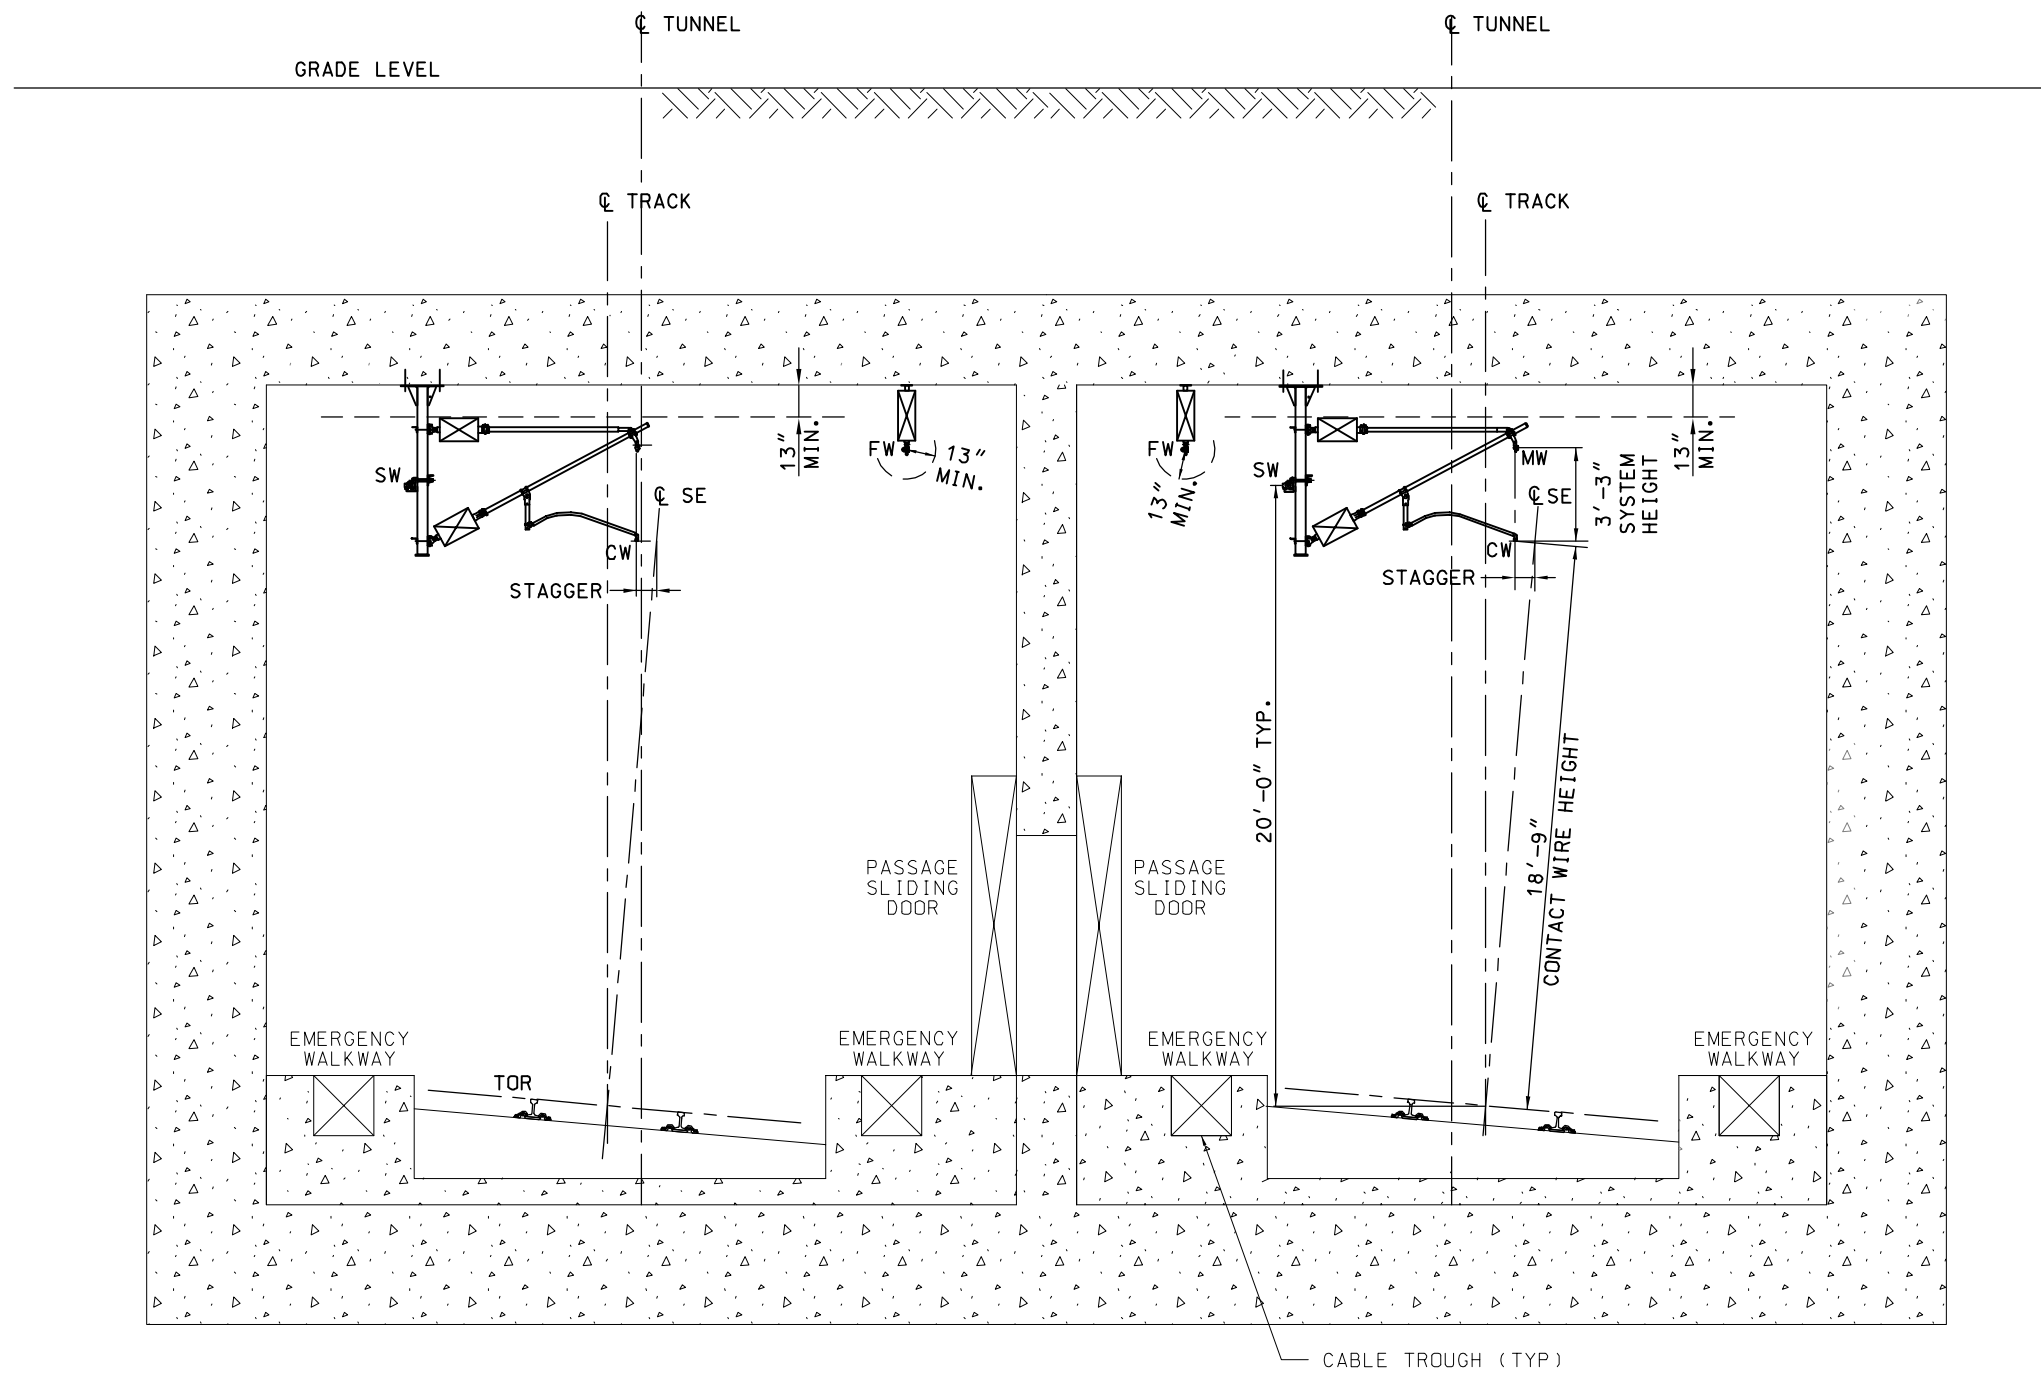 ℄ TUNNEL
℄ TUNNEL
GRADE LEVEL
℄ TRACK
℄ TRACK
13"
MIN.
FW
13"
MIN.
SW
℄ SE
CW
STAGGER
FW
13"
MIN.
SW
MW
℄ SE
3'-3"
SYSTEM
HEIGHT
13"
MIN.
CW
STAGGER
20'-0" TYP.
18'-9"
CONTACT WIRE HEIGHT
PASSAGE
SLIDING
DOOR
PASSAGE
SLIDING
DOOR
EMERGENCY
WALKWAY
TOR
EMERGENCY
WALKWAY
EMERGENCY
WALKWAY
EMERGENCY
WALKWAY
CABLE TROUGH (TYP)